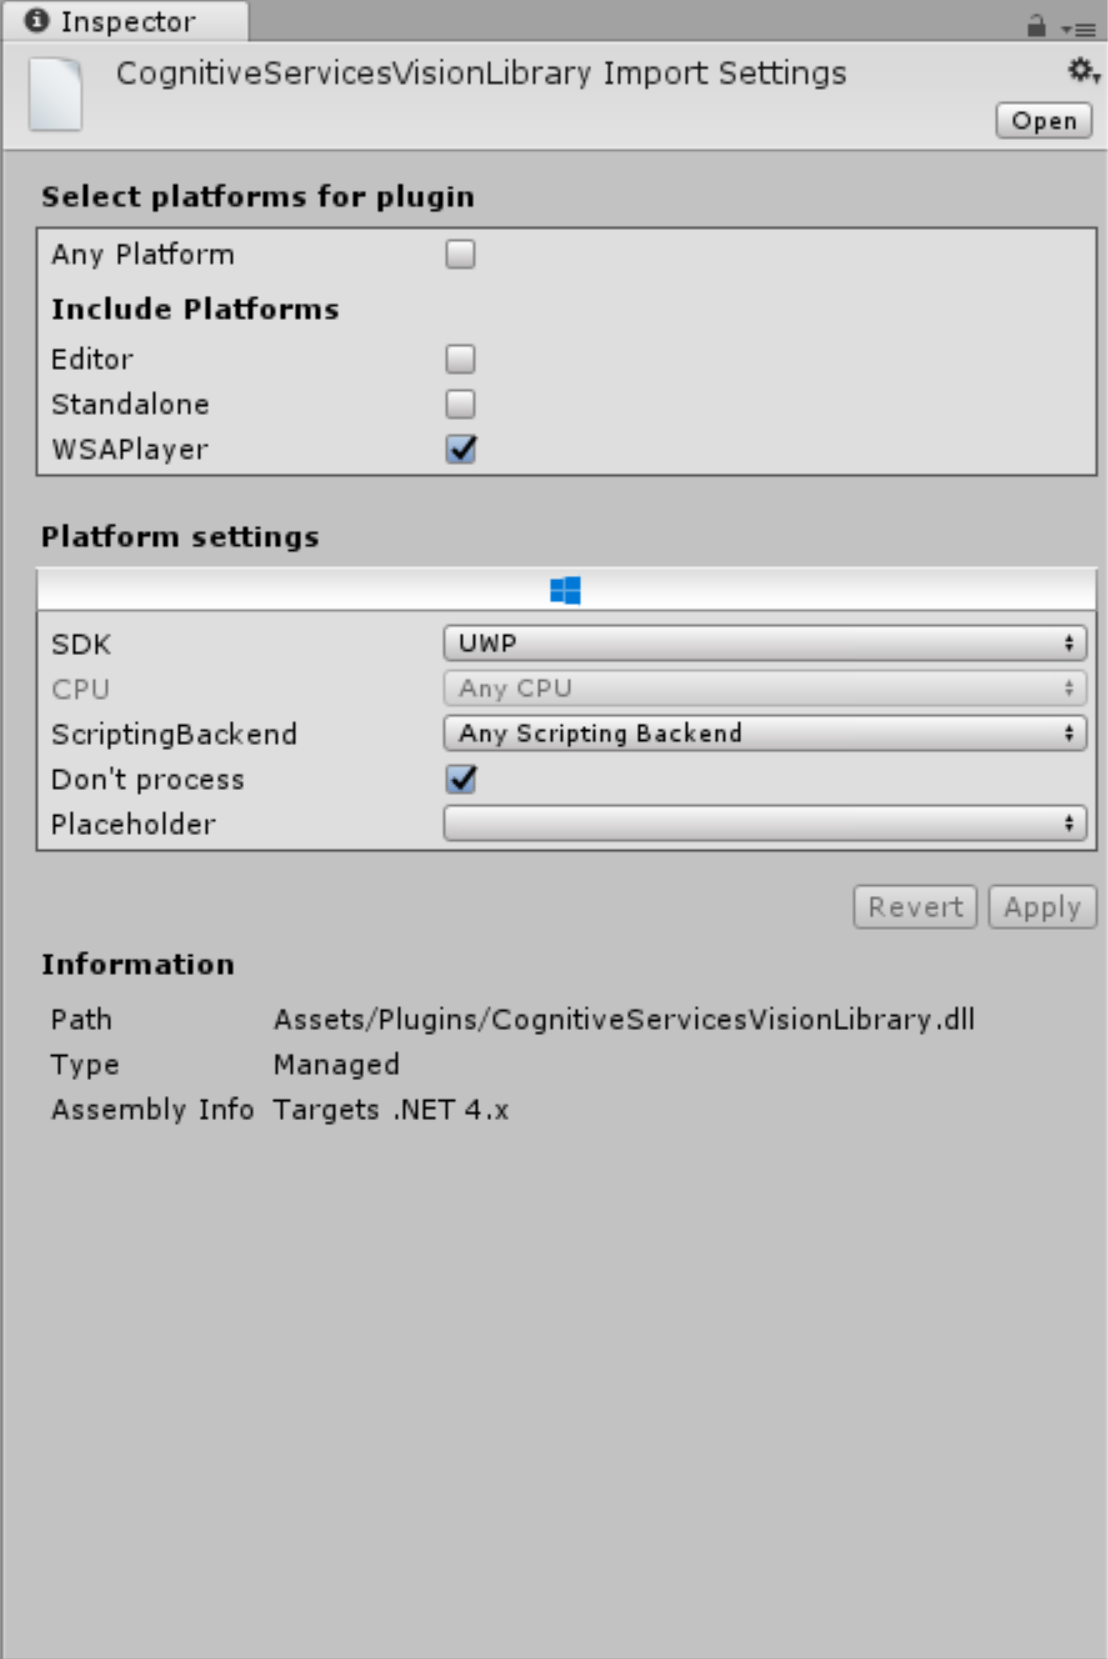 Inspector
CognitiveServicesVisionLibrary Import Settings
Open
Select platforms for plugin
Any Platform
Include Platforms
Editor
Standalone
WSAPlayer
Platform settings
SDK UWP
CPU Any CPU
ScriptingBackend Any Scripting Backend
Don't process
Placeholder
Revert Apply
Information
Path Assets/Plugins/CognitiveServicesVisionLibrary.dll
Type Managed
Assembly Info Targets .NET 4.x